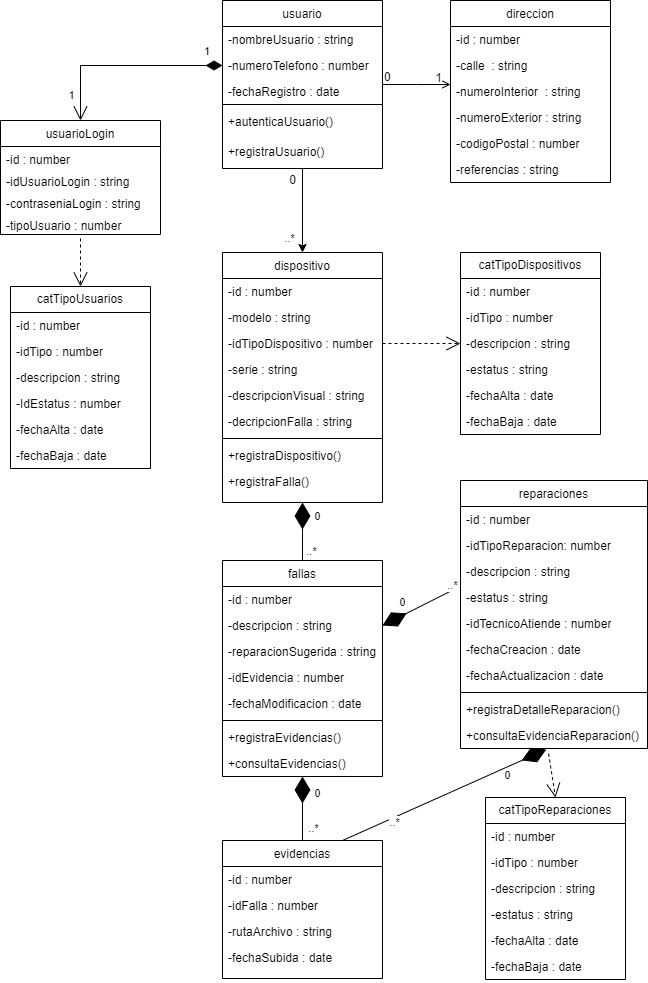 usuario
-nombreUsuario : string
-numeroTelefono : number
-fechaRegistro : date
+autenticaUsuario()
+registraUsuario()
direccion
-id : number
-calle : string
-numeroInterior : string
-numeroExterior : string
-codigoPostal : number
-referencias : string
1
1
0
1
usuarioLogin
-id : number
-idUsuarioLogin : string
-contraseniaLogin : string
-tipoUsuario : number
0
..*
catTipoUsuarios
-id : number
-idTipo : number
-descripcion : string
-IdEstatus : number
-fechaAlta : date
-fechaBaja : date
dispositivo
-id : number
-modelo : string
-idTipoDispositivo : number
-serie : string
-descripcionVisual : string
-decripcionFalla : string
+registraDispositivo()
+registraFalla()
catTipoDispositivos
-id : number
-idTipo : number
-descripcion : string
-estatus : string
-fechaAlta : date
-fechaBaja : date
0
..*
fallas
-id : number
-descripcion : string
-reparacionSugerida : string
-idEvidencia : number
-fechaModificacion : date
+registraEvidencias()
+consultaEvidencias()
0
..*
reparaciones
-id : number
-idTipoReparacion: number
-descripcion : string
-estatus : string
-idTecnicoAtiende : number
-fechaCreacion : date
-fechaActualizacion : date
+registraDetalleReparacion()
+consultaEvidenciaReparacion()
0
..*
0
..*
evidencias
-id : number
-idFalla : number
-rutaArchivo : string
-fechaSubida : date
catTipoReparaciones
-id : number
-idTipo : number
-descripcion : string
-estatus : string
-fechaAlta : date
-fechaBaja : date